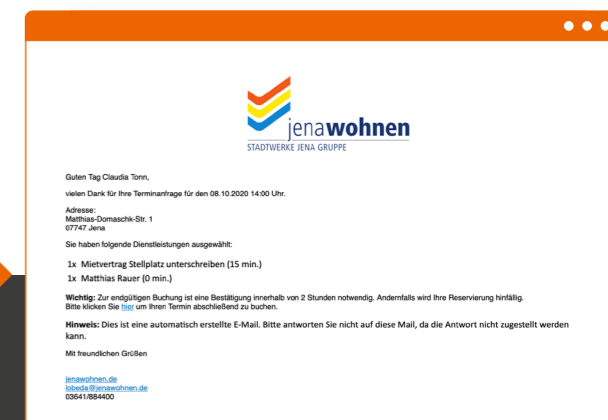 jenawohnen
STADTWERKE JENA GRUPPE
Guten Tag Claudia Tonn,
vielen Dank für Ihre Terminanfrage für den 08.10.2020 14:00 Uhr.
Adresse:
Matthias-Domaschk-Str. 1
07747 Jena
Sie haben folgende Dienstleistungen ausgewählt:
1x Mietvertrag Stellplatz unterschreiben (15 min.)
1x Matthias Rauer (0 min.)
Wichtig: Zur endgültigen Buchung ist eine Bestätigung innerhalb von 2 Stunden notwendig. Andernfalls wird Ihre Reservierung hinfällig.
Bitte klicken Sie hier um Ihren Termin abschließend zu buchen.
Hinweis: Dies ist eine automatisch erstellte E-Mail. Bitte antworten Sie nicht auf diese Mail, da die Antwort nicht zugestellt werden
kann.
Mit freundlichen Grüßen
jenawohnen.de
lobeda@jenawohnen.de
03641/884400